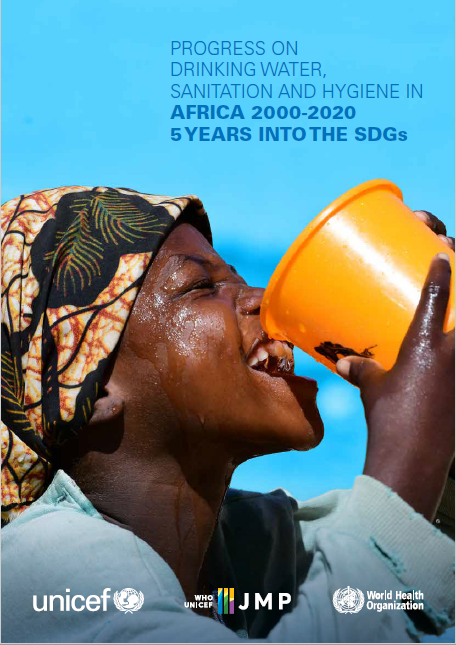 PROGRESS ON
DRINKING WATER,
SANITATION AND HYGIENE IN
AFRICA 2000-2020
5 YEARS INTO THE SDGs
unicef
WHO
UNICEF
JMP
World Health
Organization